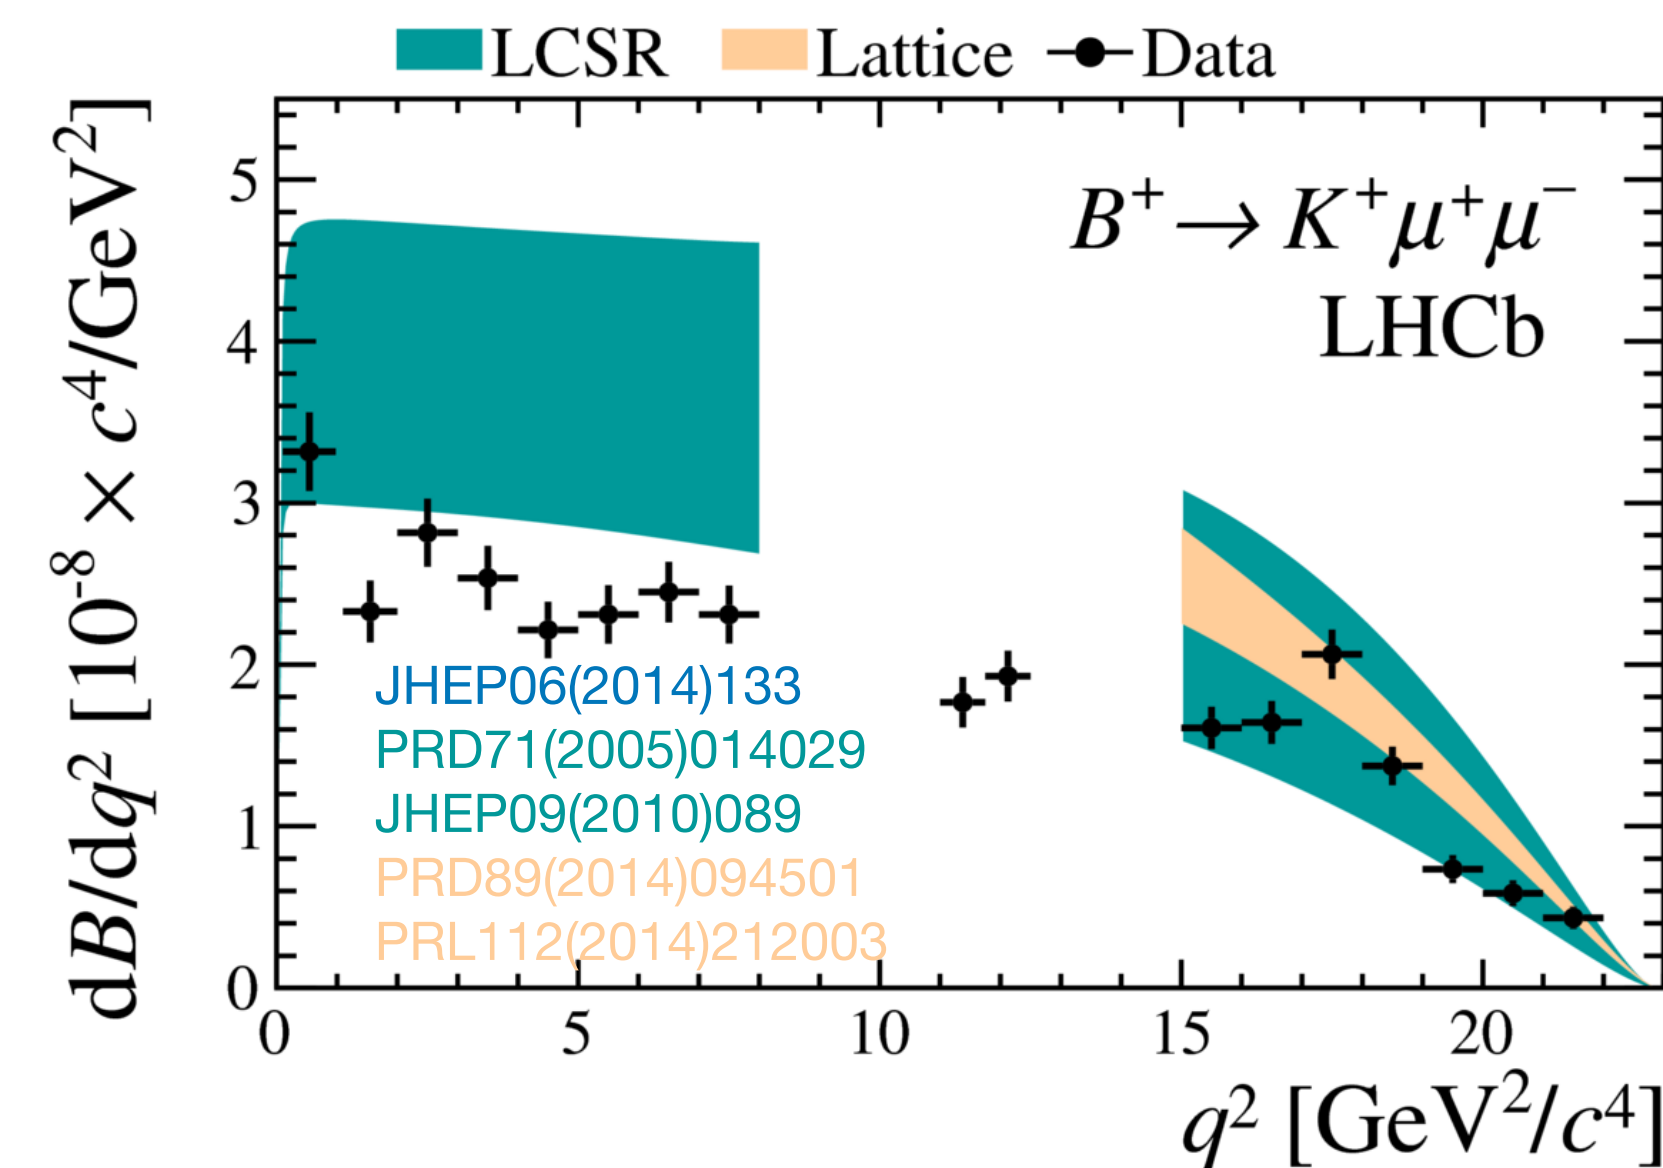 LCSR Lattice Data
dB/dq² [10⁻⁸ × c⁴/GeV²]
5
4
3
2
1
0
B⁺ → K⁺μ⁺μ⁻
LHCb
JHEP06(2014)133
PRD71(2005)014029
JHEP09(2010)089
PRD89(2014)094501
PRL112(2014)212003
0 5 10 15 20
q² [GeV²/c⁴]